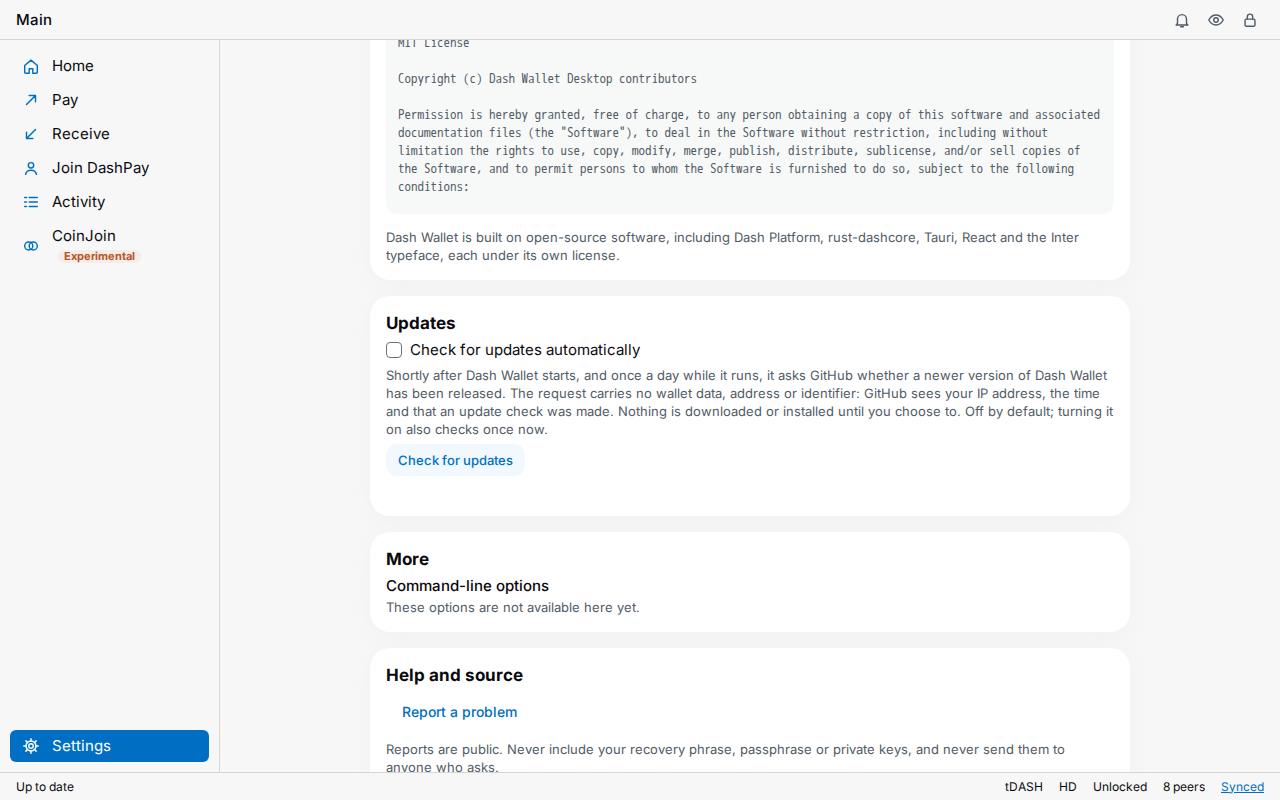 Main
Home
Pay
Receive
Join DashPay
Activity
CoinJoin
Experimental
Settings
MIT License
Copyright (c) Dash Wallet Desktop contributors
Permission is hereby granted, free of charge, to any person obtaining a copy of this software and associated
documentation files (the "Software"), to deal in the Software without restriction, including without
limitation the rights to use, copy, modify, merge, publish, distribute, sublicense, and/or sell copies of
the Software, and to permit persons to whom the Software is furnished to do so, subject to the following
conditions:
Dash Wallet is built on open-source software, including Dash Platform, rust-dashcore, Tauri, React and the Inter
typeface, each under its own license.
Updates
Check for updates automatically
Shortly after Dash Wallet starts, and once a day while it runs, it asks GitHub whether a newer version of Dash Wallet
has been released. The request carries no wallet data, address or identifier: GitHub sees your IP address, the time
and that an update check was made. Nothing is downloaded or installed until you choose to. Off by default; turning it
on also checks once now.
Check for updates
More
Command-line options
These options are not available here yet.
Help and source
Report a problem
Reports are public. Never include your recovery phrase, passphrase or private keys, and never send them to
anyone who asks.
Up to date
tDASH HD Unlocked 8 peers Synced